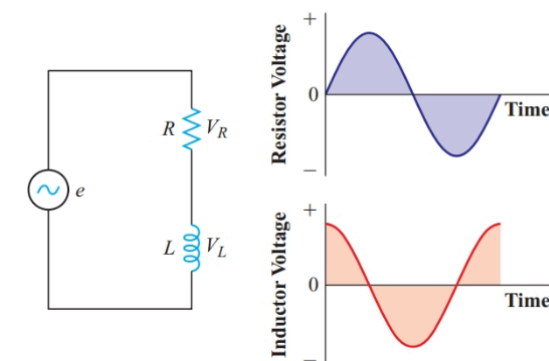 e
R
V_R
L
V_L
Resistor Voltage
+
0
−
Time
Inductor Voltage
+
0
−
Time